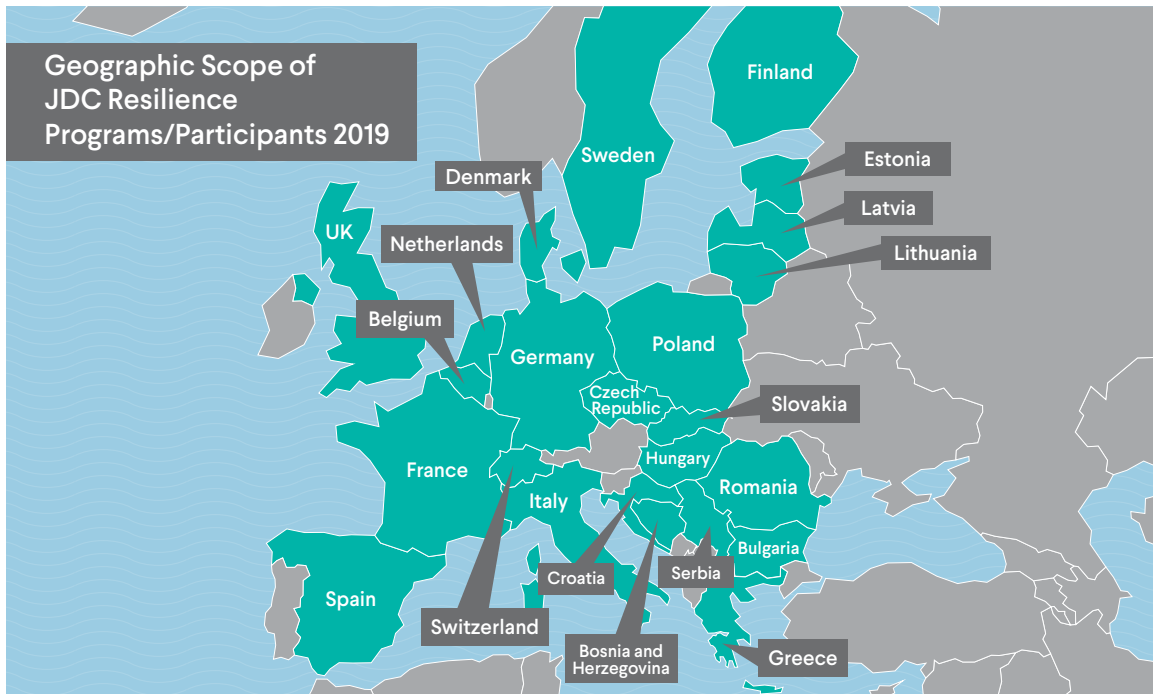 Geographic Scope of
JDC Resilience
Programs/Participants 2019
Finland
Sweden
Estonia
Denmark
Latvia
UK
Netherlands
Lithuania
Belgium
Germany
Poland
Czech
Republic
Slovakia
France
Hungary
Italy
Romania
Bulgaria
Croatia
Serbia
Spain
Switzerland
Bosnia and
Herzegovina
Greece